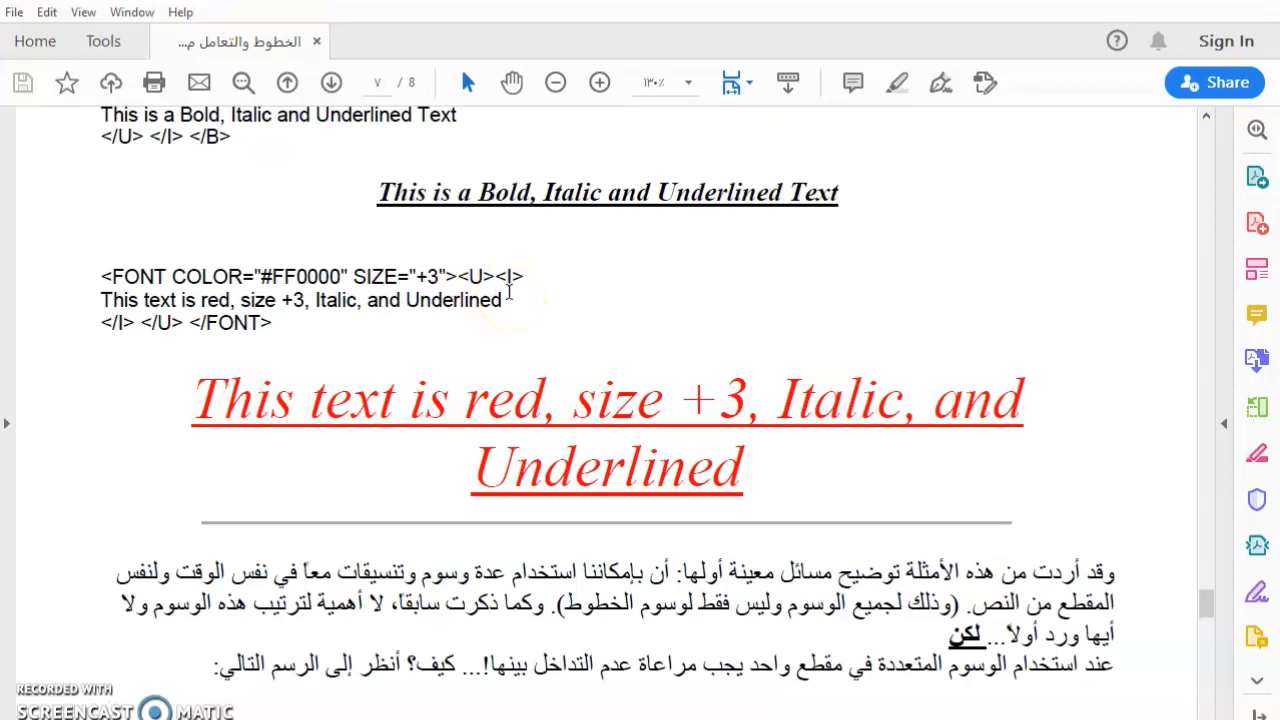 File Edit View Window Help
Home Tools الخطوط والتعامل م... × Sign In
٧ / 8 ١٣٠٪ Share
This is a Bold, Italic and Underlined Text
</U> </I> </B>
This is a Bold, Italic and Underlined Text
<FONT COLOR="#FF0000" SIZE="+3"><U><I>
This text is red, size +3, Italic, and Underlined
</I> </U> </FONT>
This text is red, size +3, Italic, and
Underlined
وقد أردت من هذه الأمثلة توضيح مسائل معينة أولها: أن بإمكاننا استخدام عدة وسوم وتنسيقات معاً في نفس الوقت ولنفس
المقطع من النص. (وذلك لجميع الوسوم وليس فقط لوسوم الخطوط). وكما ذكرت سابقاً، لا أهمية لترتيب هذه الوسوم ولا
أيها ورد أولاً... لكن
عند استخدام الوسوم المتعددة في مقطع واحد يجب مراعاة عدم التداخل بينها!... كيف؟ أنظر إلى الرسم التالي:
RECORDED WITH
SCREENCAST MATIC